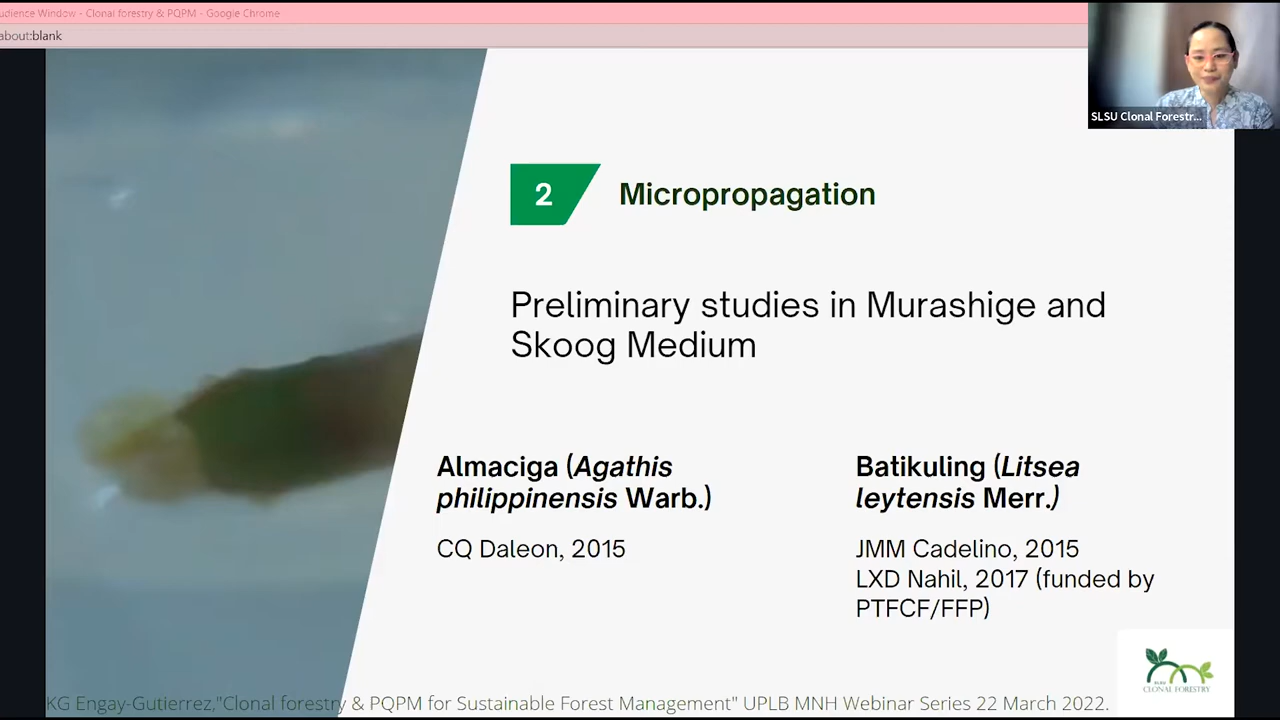 udience Window - Clonal forestry & PQPM - Google Chrome
about:blank
SLSU Clonal Forestr...
2
Micropropagation
Preliminary studies in Murashige and
Skoog Medium
Almaciga (Agathis
philippinensis Warb.)
CQ Daleon, 2015
Batikuling (Litsea
leytensis Merr.)
JMM Cadelino, 2015
LXD Nahil, 2017 (funded by
PTFCF/FFP)
SLSU
CLONAL FORESTRY
KG Engay-Gutierrez,"Clonal forestry & PQPM for Sustainable Forest Management" UPLB MNH Webinar Series 22 March 2022.